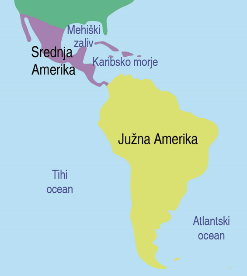 Mehiški
zaliv
Srednja
Amerika
Karibsko morje
Južna Amerika
Tihi
ocean
Atlantski
ocean